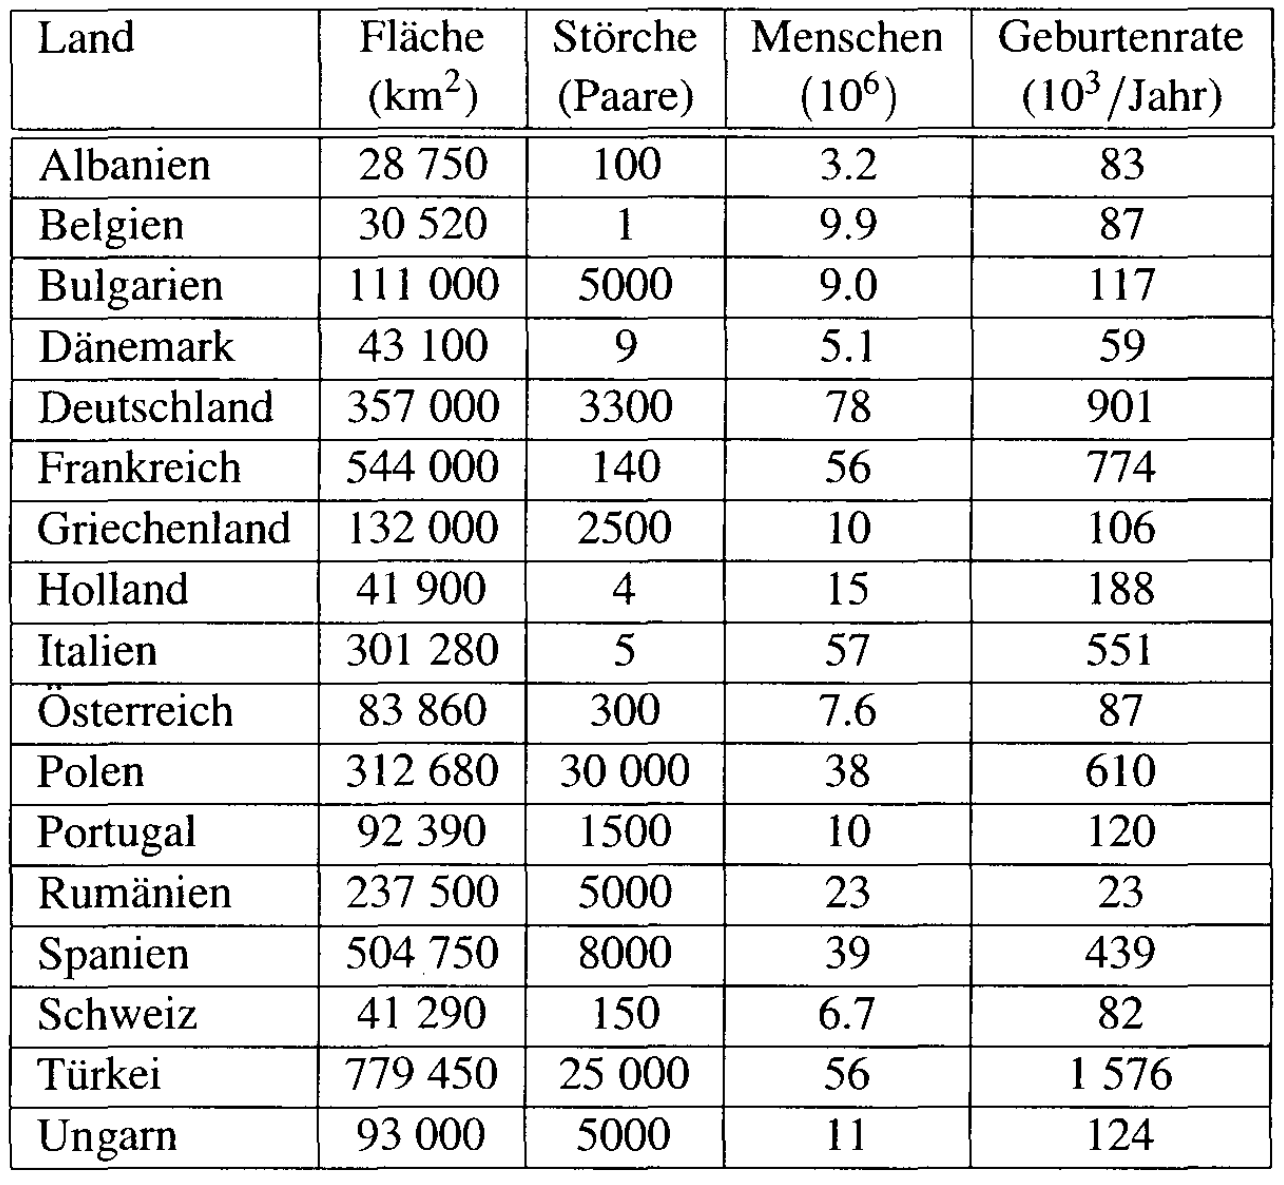 Land Fläche Störche Menschen Geburtenrate
(km²) (Paare) (10⁶) (10³/Jahr)
Albanien 28 750 100 3.2 83
Belgien 30 520 1 9.9 87
Bulgarien 111 000 5000 9.0 117
Dänemark 43 100 9 5.1 59
Deutschland 357 000 3300 78 901
Frankreich 544 000 140 56 774
Griechenland 132 000 2500 10 106
Holland 41 900 4 15 188
Italien 301 280 5 57 551
Österreich 83 860 300 7.6 87
Polen 312 680 30 000 38 610
Portugal 92 390 1500 10 120
Rumänien 237 500 5000 23 23
Spanien 504 750 8000 39 439
Schweiz 41 290 150 6.7 82
Türkei 779 450 25 000 56 1 576
Ungarn 93 000 5000 11 124